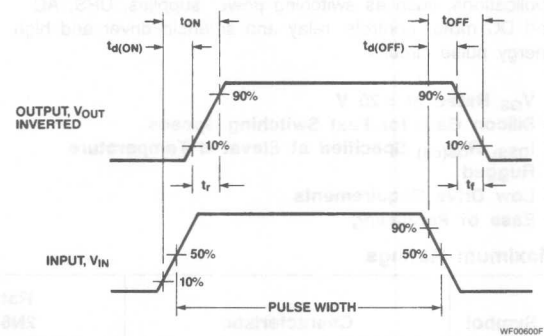 tON
tOFF
td(ON)
td(OFF)
90%
90%
OUTPUT, VOUT
INVERTED
10%
10%
tr
tf
90%
INPUT, VIN
50%
50%
10%
PULSE WIDTH
WF00600F